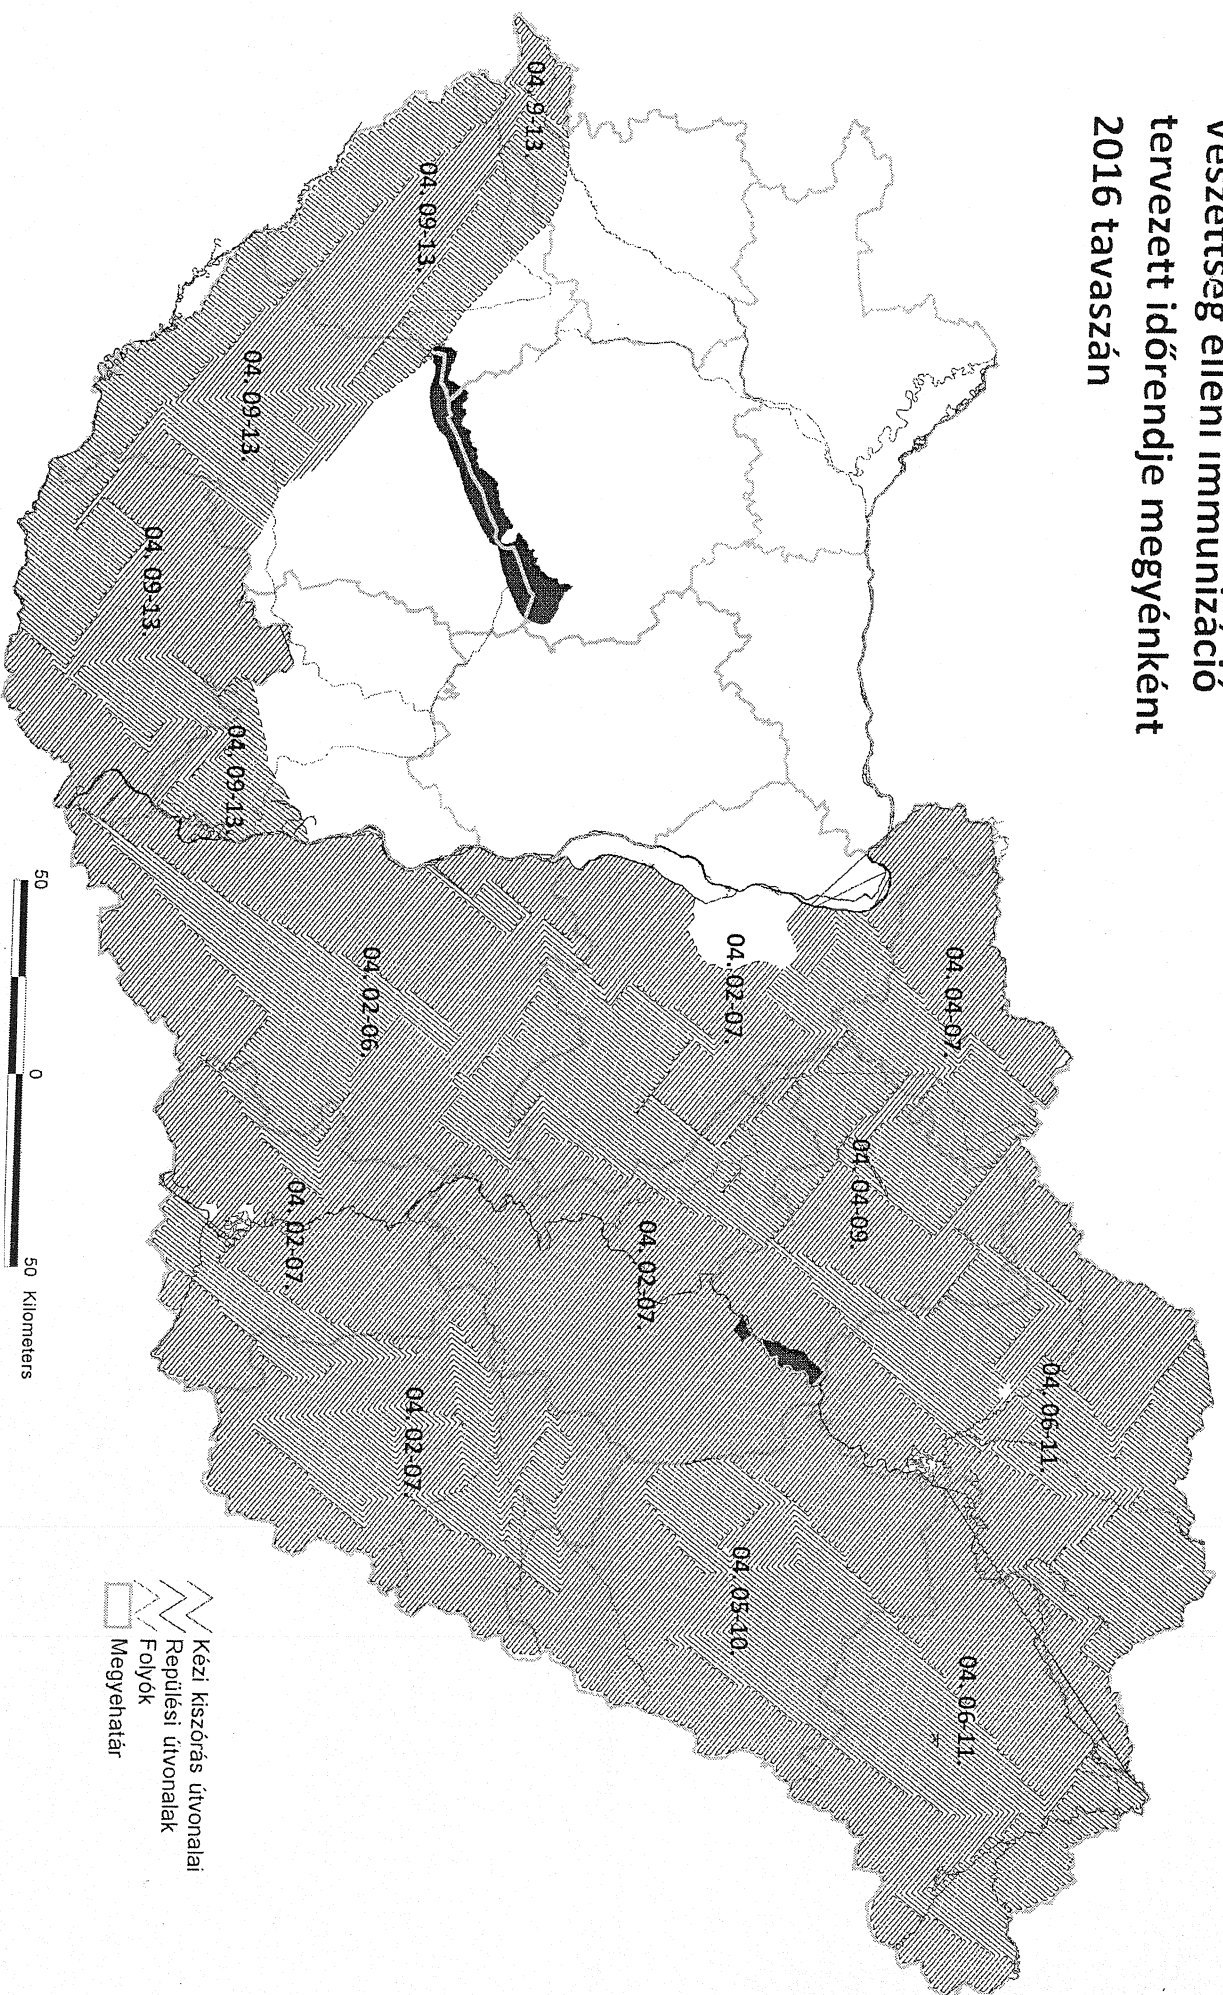 Veszettség elleni immunizáció
tervezett időrendje megyénként
2016 tavaszán
04. 06-11.
04. 04-07.
04. 06-11.
04. 04-09.
04. 02-07.
04. 05-10.
04. 02-07.
04. 9-13.
04. 09-13.
04. 02-07.
04. 02-06.
04. 02-07.
04. 09-13.
04. 09-13.
04. 09-13.
Kézi kiszórás útvonalai
Repülési útvonalak
Folyók
Megyehatár
50
0
50 Kilometers